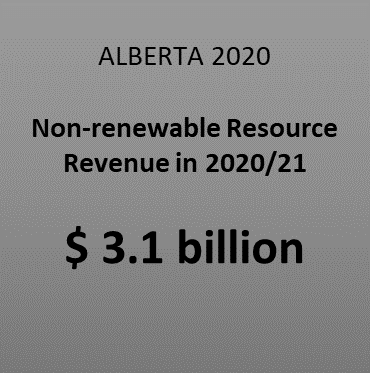 ALBERTA 2020
Non-renewable Resource
Revenue in 2020/21
$ 3.1 billion